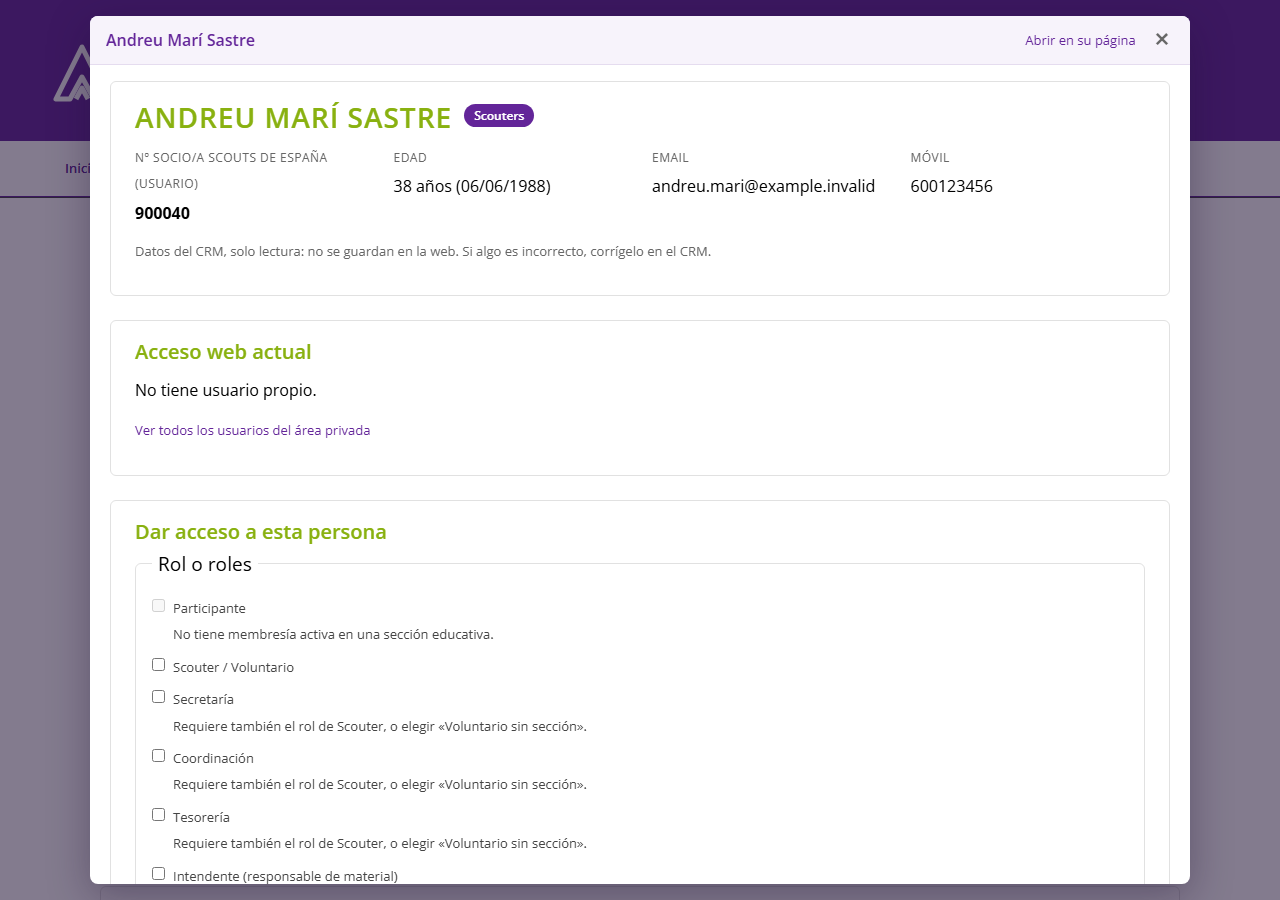 Andreu Marí Sastre
Abrir en su página
ANDREU MARÍ SASTRE
Scouters
Nº SOCIO/A SCOUTS DE ESPAÑA (USUARIO)
900040
EDAD
38 años (06/06/1988)
EMAIL
andreu.mari@example.invalid
MÓVIL
600123456
Datos del CRM, solo lectura: no se guardan en la web. Si algo es incorrecto, corrígelo en el CRM.
Acceso web actual
No tiene usuario propio.
Ver todos los usuarios del área privada
Dar acceso a esta persona
Rol o roles
Participante
No tiene membresía activa en una sección educativa.
Scouter / Voluntario
Secretaría
Requiere también el rol de Scouter, o elegir «Voluntario sin sección».
Coordinación
Requiere también el rol de Scouter, o elegir «Voluntario sin sección».
Tesorería
Requiere también el rol de Scouter, o elegir «Voluntario sin sección».
Intendente (responsable de material)